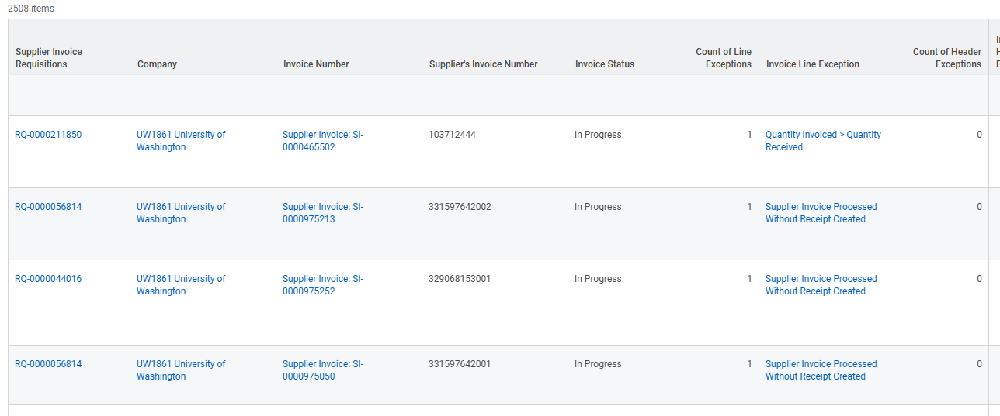 2508 items
Supplier Invoice
Requisitions
Company
Invoice Number
Supplier's Invoice Number
Invoice Status
Count of Line
Exceptions
Invoice Line Exception
Count of Header
Exceptions
RQ-0000211850
UW1861 University of
Washington
Supplier Invoice: SI-
0000465502
103712444
In Progress
1
Quantity Invoiced > Quantity
Received
0
RQ-0000056814
UW1861 University of
Washington
Supplier Invoice: SI-
0000975213
331597642002
In Progress
1
Supplier Invoice Processed
Without Receipt Created
0
RQ-0000044016
UW1861 University of
Washington
Supplier Invoice: SI-
0000975252
329068153001
In Progress
1
Supplier Invoice Processed
Without Receipt Created
0
RQ-0000056814
UW1861 University of
Washington
Supplier Invoice: SI-
0000975050
331597642001
In Progress
1
Supplier Invoice Processed
Without Receipt Created
0